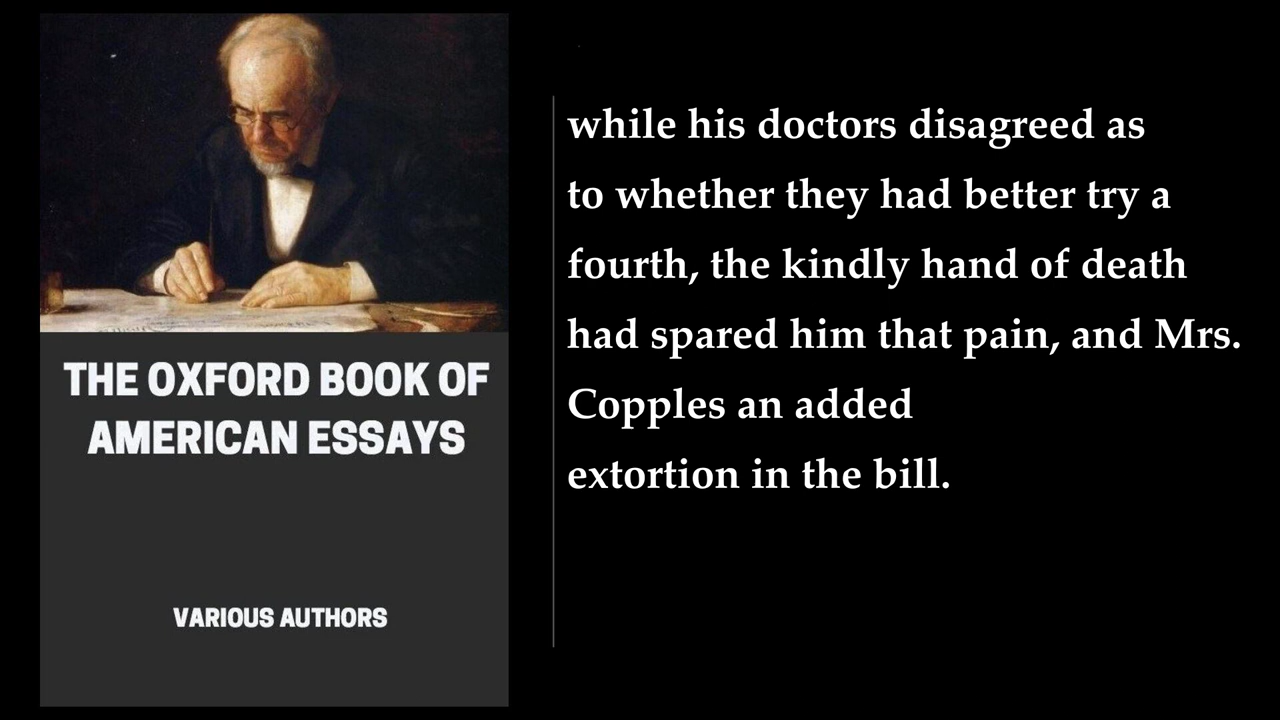 THE OXFORD BOOK OF
AMERICAN ESSAYS
VARIOUS AUTHORS
while his doctors disagreed as
to whether they had better try a
fourth, the kindly hand of death
had spared him that pain, and Mrs.
Copples an added
extortion in the bill.